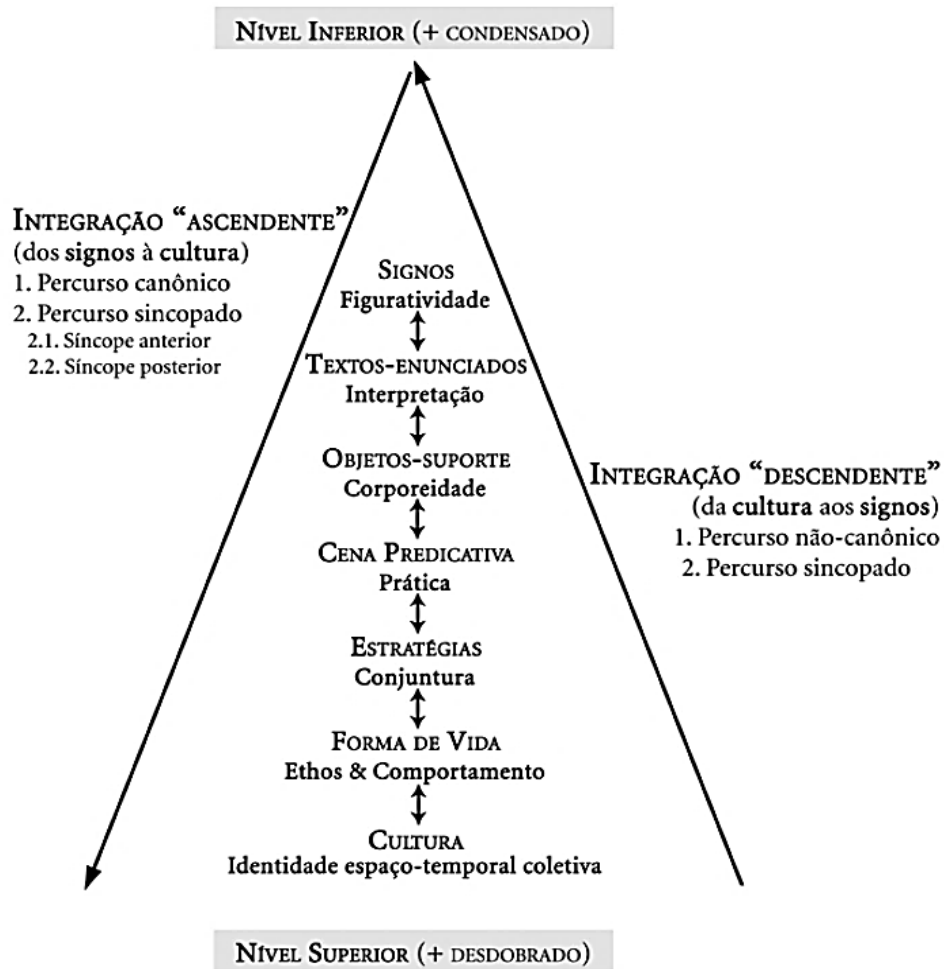 NÍVEL INFERIOR (+ CONDENSADO)
INTEGRAÇÃO “ASCENDENTE”
(dos signos à cultura)
1. Percurso canônico
2. Percurso sincopado
2.1. Síncope anterior
2.2. Síncope posterior
SIGNOS
Figuratividade
TEXTOS-ENUNCIADOS
Interpretação
OBJETOS-SUPORTE
Corporeidade
CENA PREDICATIVA
Prática
ESTRATÉGIAS
Conjuntura
FORMA DE VIDA
Ethos & Comportamento
CULTURA
Identidade espaço-temporal coletiva
INTEGRAÇÃO “DESCENDENTE”
(da cultura aos signos)
1. Percurso não-canônico
2. Percurso sincopado
NÍVEL SUPERIOR (+ DESDOBRADO)